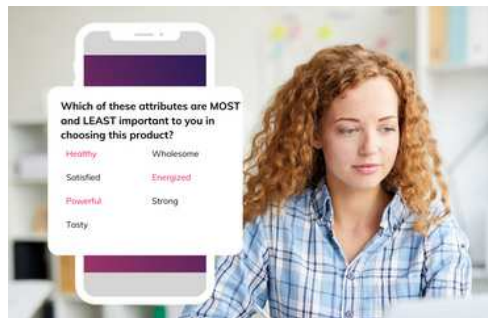 Which of these attributes are MOST
and LEAST important to you in
choosing this product?
Healthy Wholesome
Satisfied Energized
Powerful Strong
Tasty